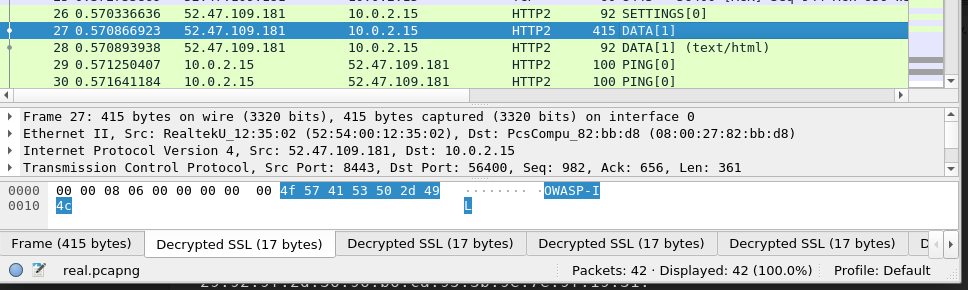 26 0.570336636 52.47.109.181 10.0.2.15 HTTP2 92 SETTINGS[0]
27 0.570866923 52.47.109.181 10.0.2.15 HTTP2 415 DATA[1]
28 0.570893938 52.47.109.181 10.0.2.15 HTTP2 92 DATA[1] (text/html)
29 0.571250407 10.0.2.15 52.47.109.181 HTTP2 100 PING[0]
30 0.571641184 10.0.2.15 52.47.109.181 HTTP2 100 PING[0]
Frame 27: 415 bytes on wire (3320 bits), 415 bytes captured (3320 bits) on interface 0
Ethernet II, Src: RealtekU_12:35:02 (52:54:00:12:35:02), Dst: PcsCompu_82:bb:d8 (08:00:27:82:bb:d8)
Internet Protocol Version 4, Src: 52.47.109.181, Dst: 10.0.2.15
Transmission Control Protocol, Src Port: 8443, Dst Port: 56400, Seq: 982, Ack: 656, Len: 361
0000 00 00 08 06 00 00 00 00 00 4f 57 41 53 50 2d 49 ········ ·OWASP-I
0010 4c L
Frame (415 bytes) Decrypted SSL (17 bytes) Decrypted SSL (17 bytes) Decrypted SSL (17 bytes) Decrypted SSL (17 bytes)
real.pcapng Packets: 42 · Displayed: 42 (100.0%) Profile: Default